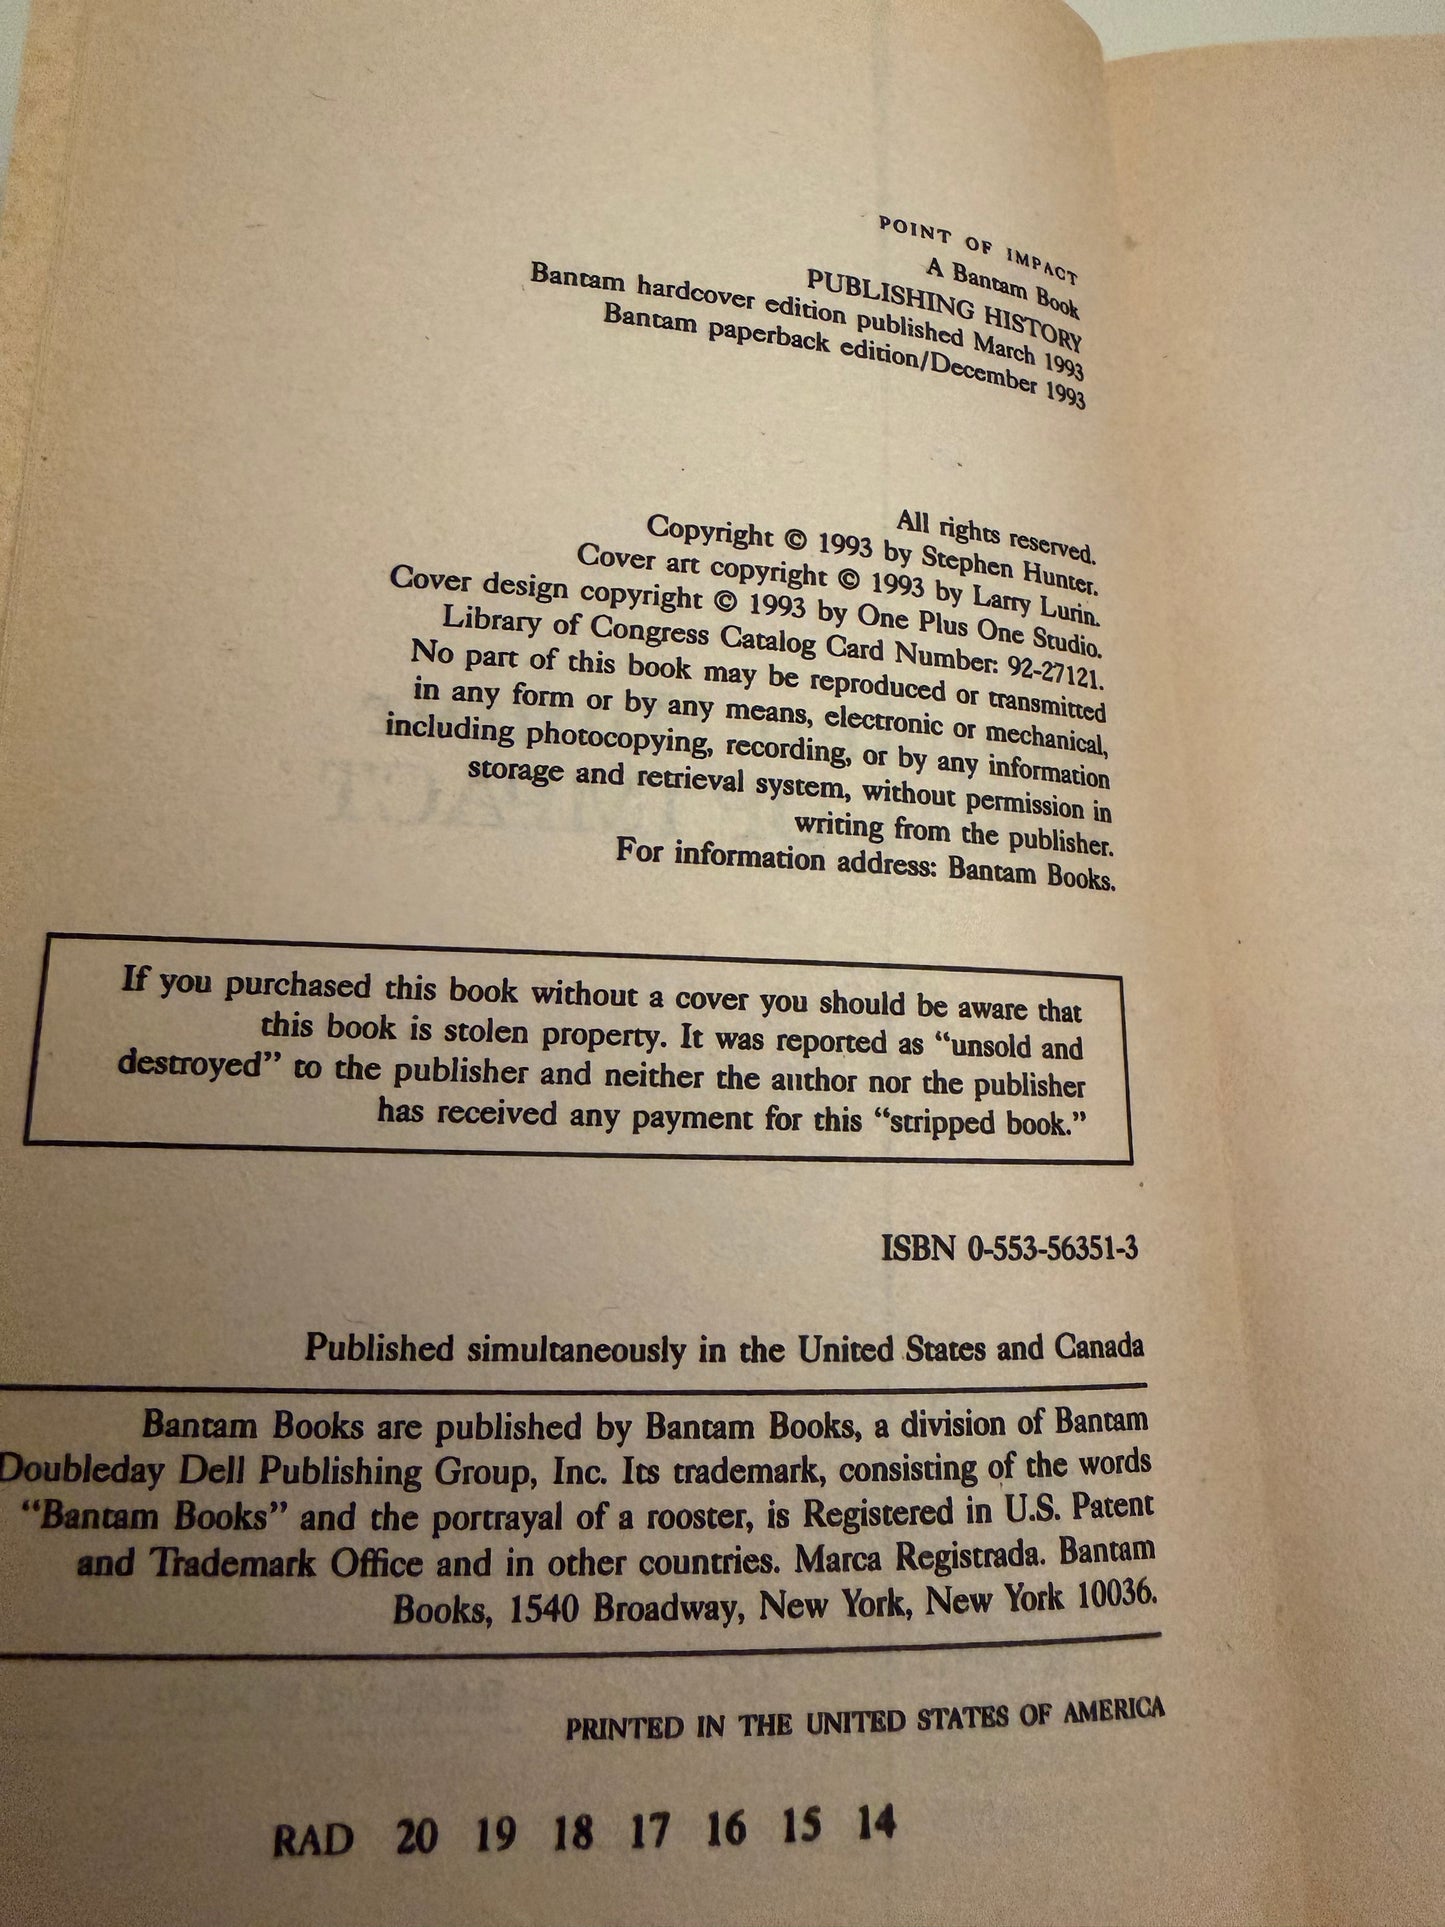 POINT OF IMPACT
A Bantam Book
PUBLISHING HISTORY
Bantam hardcover edition published March 1993
Bantam paperback edition/December 1993
All rights reserved.
Copyright © 1993 by Stephen Hunter.
Cover art copyright © 1993 by Larry Lurin.
Cover design copyright © 1993 by One Plus One Studio.
Library of Congress Catalog Card Number: 92-27121.
No part of this book may be reproduced or transmitted
in any form or by any means, electronic or mechanical,
including photocopying, recording, or by any information
storage and retrieval system, without permission in
writing from the publisher.
For information address: Bantam Books.
If you purchased this book without a cover you should be aware that
this book is stolen property. It was reported as “unsold and
destroyed” to the publisher and neither the author nor the publisher
has received any payment for this “stripped book.”
ISBN 0-553-56351-3
Published simultaneously in the United States and Canada
Bantam Books are published by Bantam Books, a division of Bantam
Doubleday Dell Publishing Group, Inc. Its trademark, consisting of the words
“Bantam Books” and the portrayal of a rooster, is Registered in U.S. Patent
and Trademark Office and in other countries. Marca Registrada. Bantam
Books, 1540 Broadway, New York, New York 10036.
PRINTED IN THE UNITED STATES OF AMERICA
RAD 20 19 18 17 16 15 14